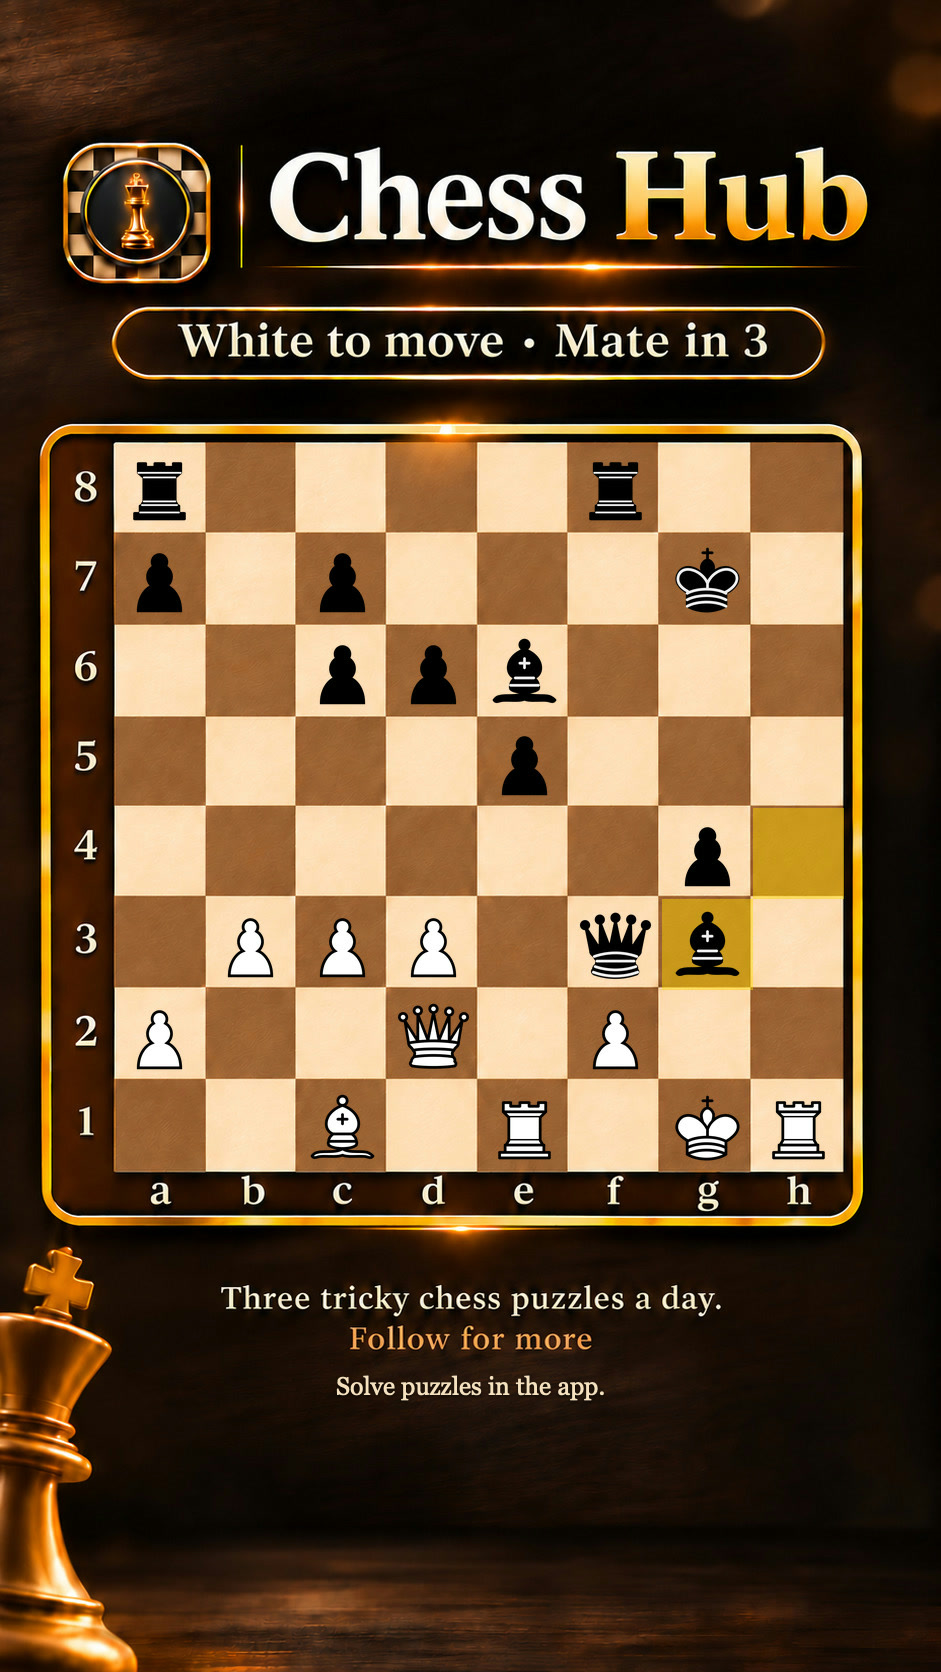 Chess Hub
White to move • Mate in 3
8
7
6
5
4
3
2
1
a b c d e f g h
Three tricky chess puzzles a day.
Follow for more
Solve puzzles in the app.